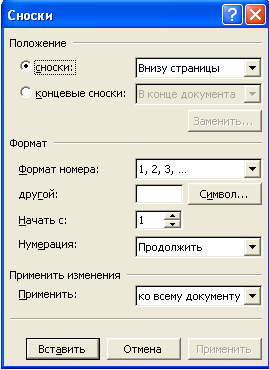 Сноски
Положение
сноски: Внизу страницы
концевые сноски: В конце документа
Заменить...
Формат
Формат номера: 1, 2, 3, ...
другой: Символ...
Начать с: 1
Нумерация: Продолжить
Применить изменения
Применить: ко всему документу
Вставить Отмена Применить